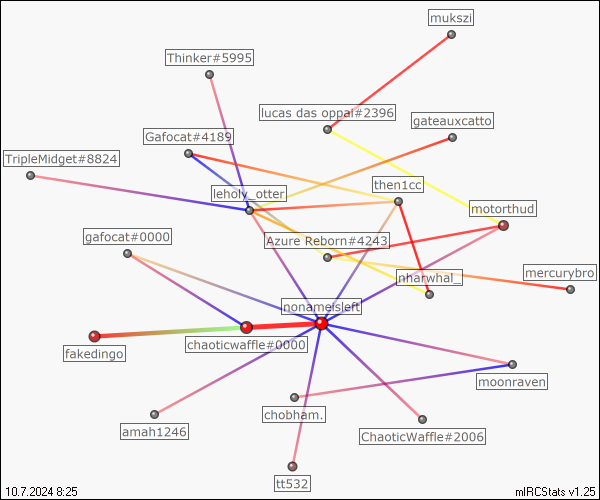 mukszi
Thinker#5995
lucas das oppai#2396
gateauxcatto
Gafocat#4189
TripleMidget#8824
then1cc
leholy_otter
motorthud
gafocat#0000
Azure Reborn#4243
nharwhal_
mercurybro
nonameisleft
chaoticwaffle#0000
fakedingo
moonraven
chobham.
amah1246
ChaoticWaffle#2006
tt532
10.7.2024 8:25
mIRCStats v1.25